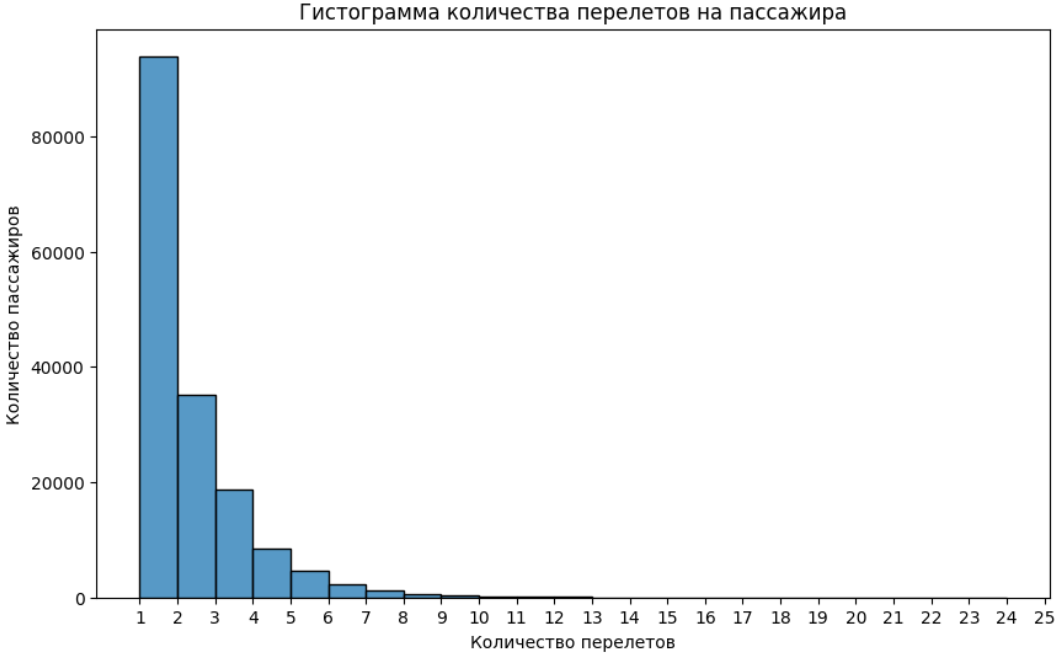 Гистограмма количества перелетов на пассажира
Количество пассажиров
80000
60000
40000
20000
0
1 2 3 4 5 6 7 8 9 10 11 12 13 14 15 16 17 18 19 20 21 22 23 24 25
Количество перелетов